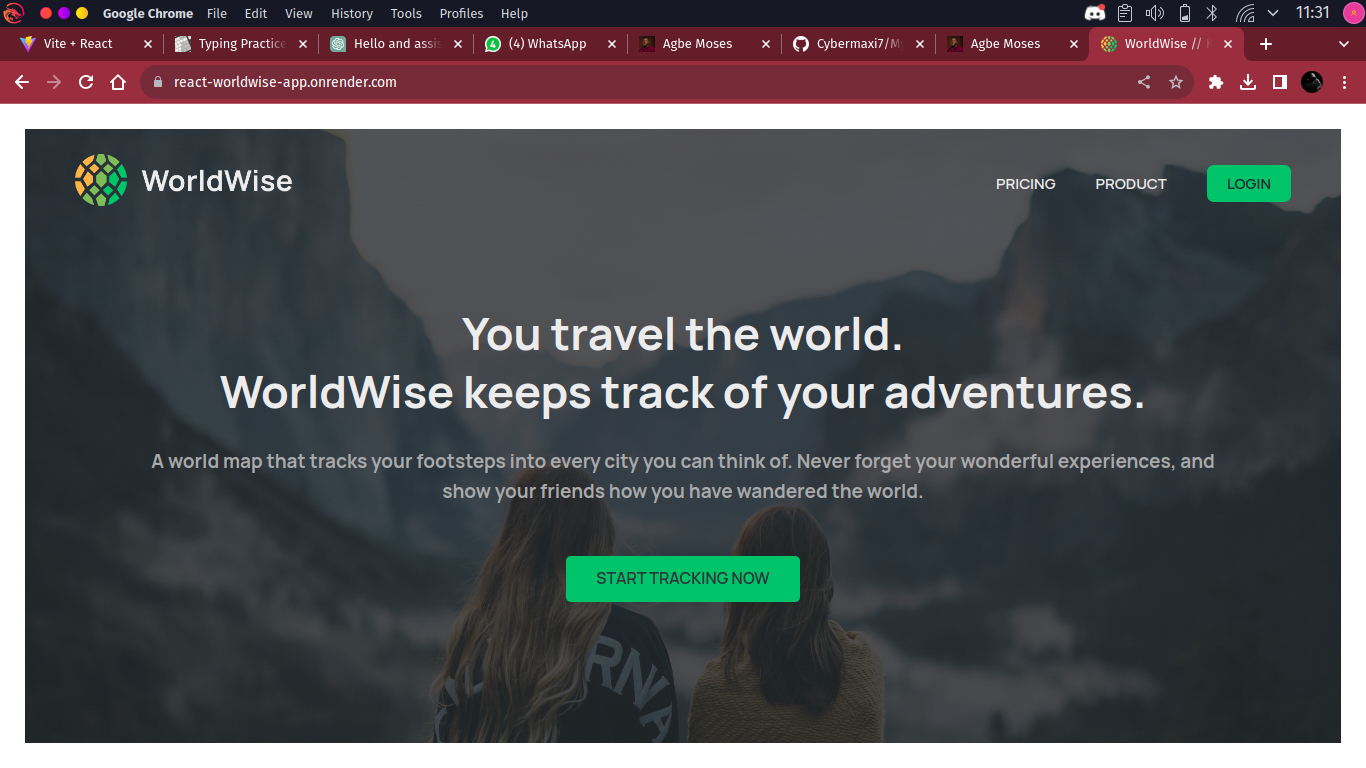 Google Chrome File Edit View History Tools Profiles Help 11:31
Vite + React Typing Practice Hello and assis 4 (4) WhatsApp Agbe Moses Cybermaxi7/My Agbe Moses WorldWise //
react-worldwise-app.onrender.com
WorldWise PRICING PRODUCT LOGIN
You travel the world.
WorldWise keeps track of your adventures.
A world map that tracks your footsteps into every city you can think of. Never forget your wonderful experiences, and
show your friends how you have wandered the world.
START TRACKING NOW